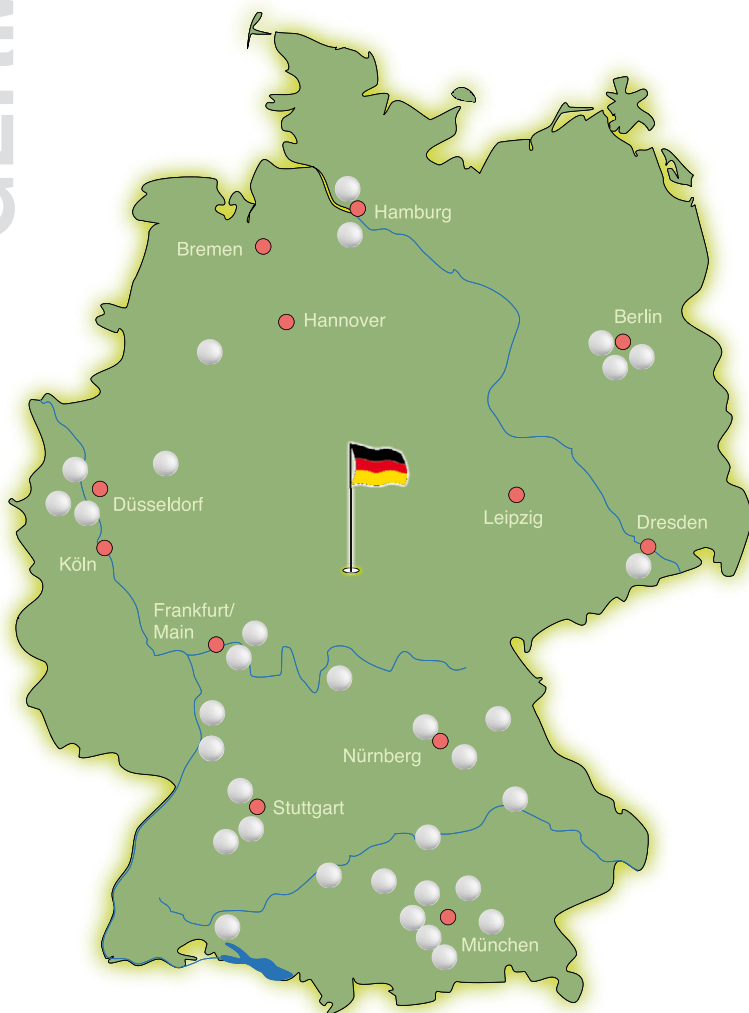 Hamburg
Bremen
Hannover
Berlin
Düsseldorf
Leipzig
Dresden
Köln
Frankfurt/
Main
Nürnberg
Stuttgart
München